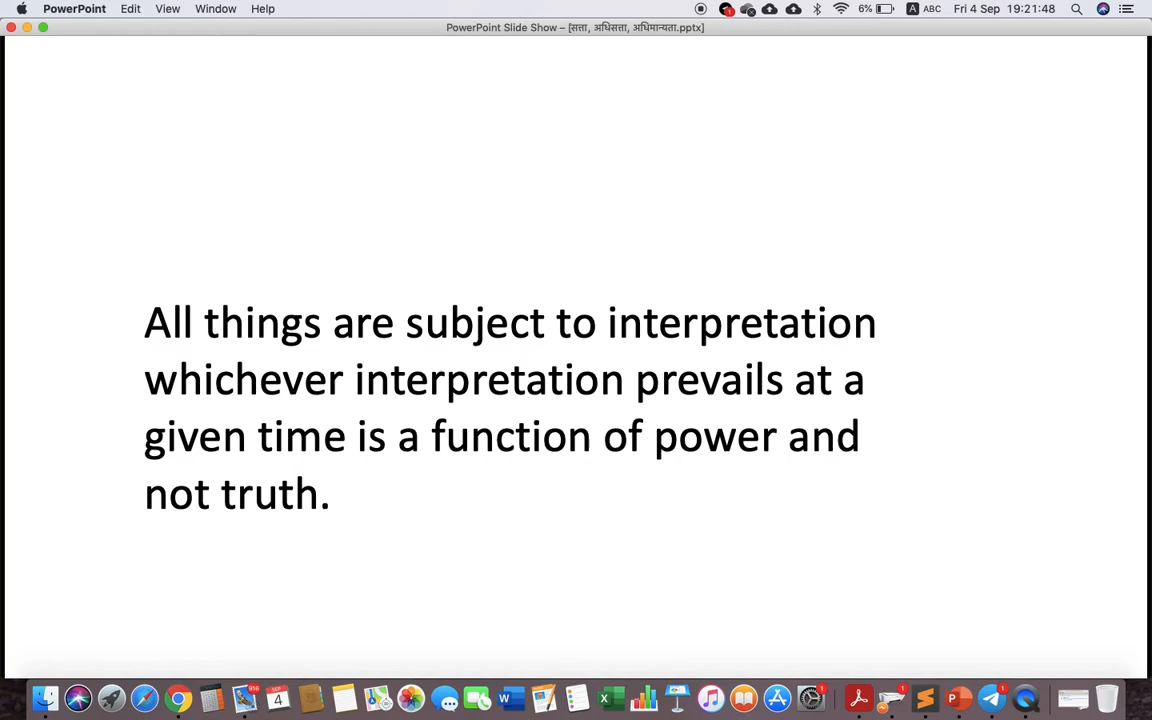 PowerPoint Edit View Window Help 6% ABC Fri 4 Sep 19:21:48
PowerPoint Slide Show – [सत्ता, अधिसत्ता, अधिमान्यता.pptx]
All things are subject to interpretation
whichever interpretation prevails at a
given time is a function of power and
not truth.